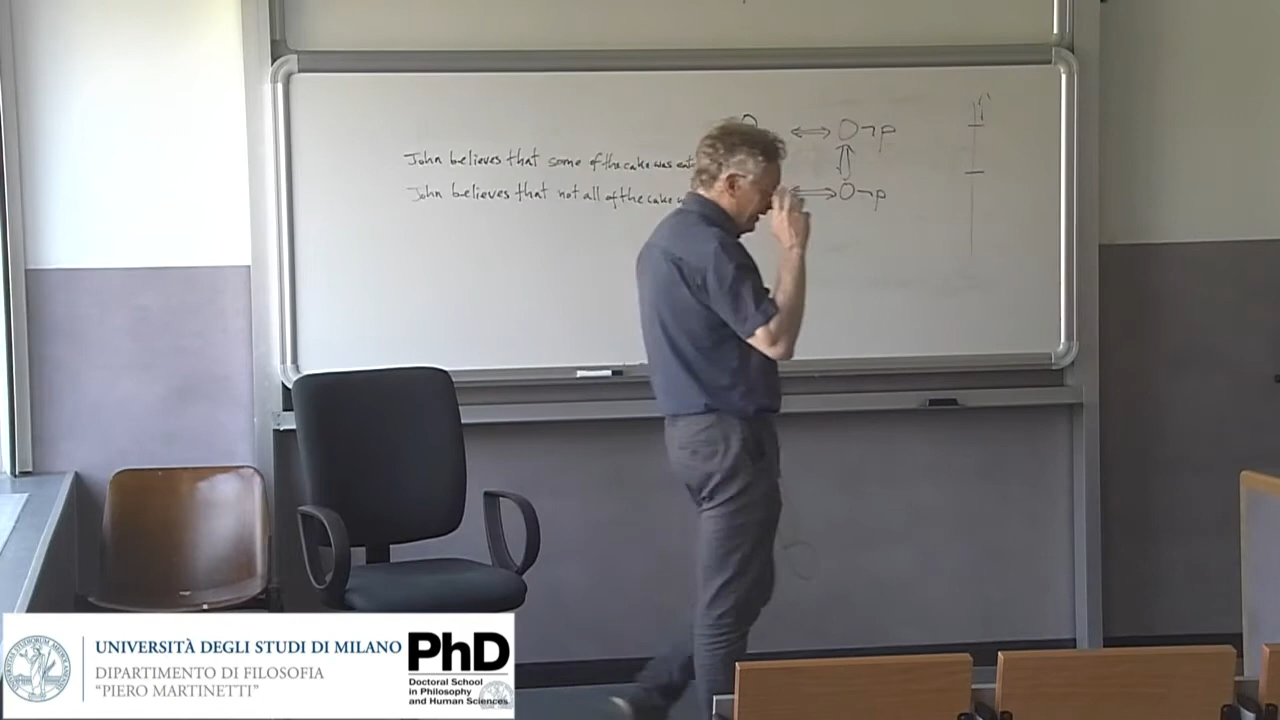 ⇔ O¬p
John believes that some of the cake was
⇕
John believes that not all of the cake
⇔ O¬p
UNIVERSITÀ DEGLI STUDI DI MILANO
DIPARTIMENTO DI FILOSOFIA
"PIERO MARTINETTI"
PhD
Doctoral School
in Philosophy
and Human Sciences